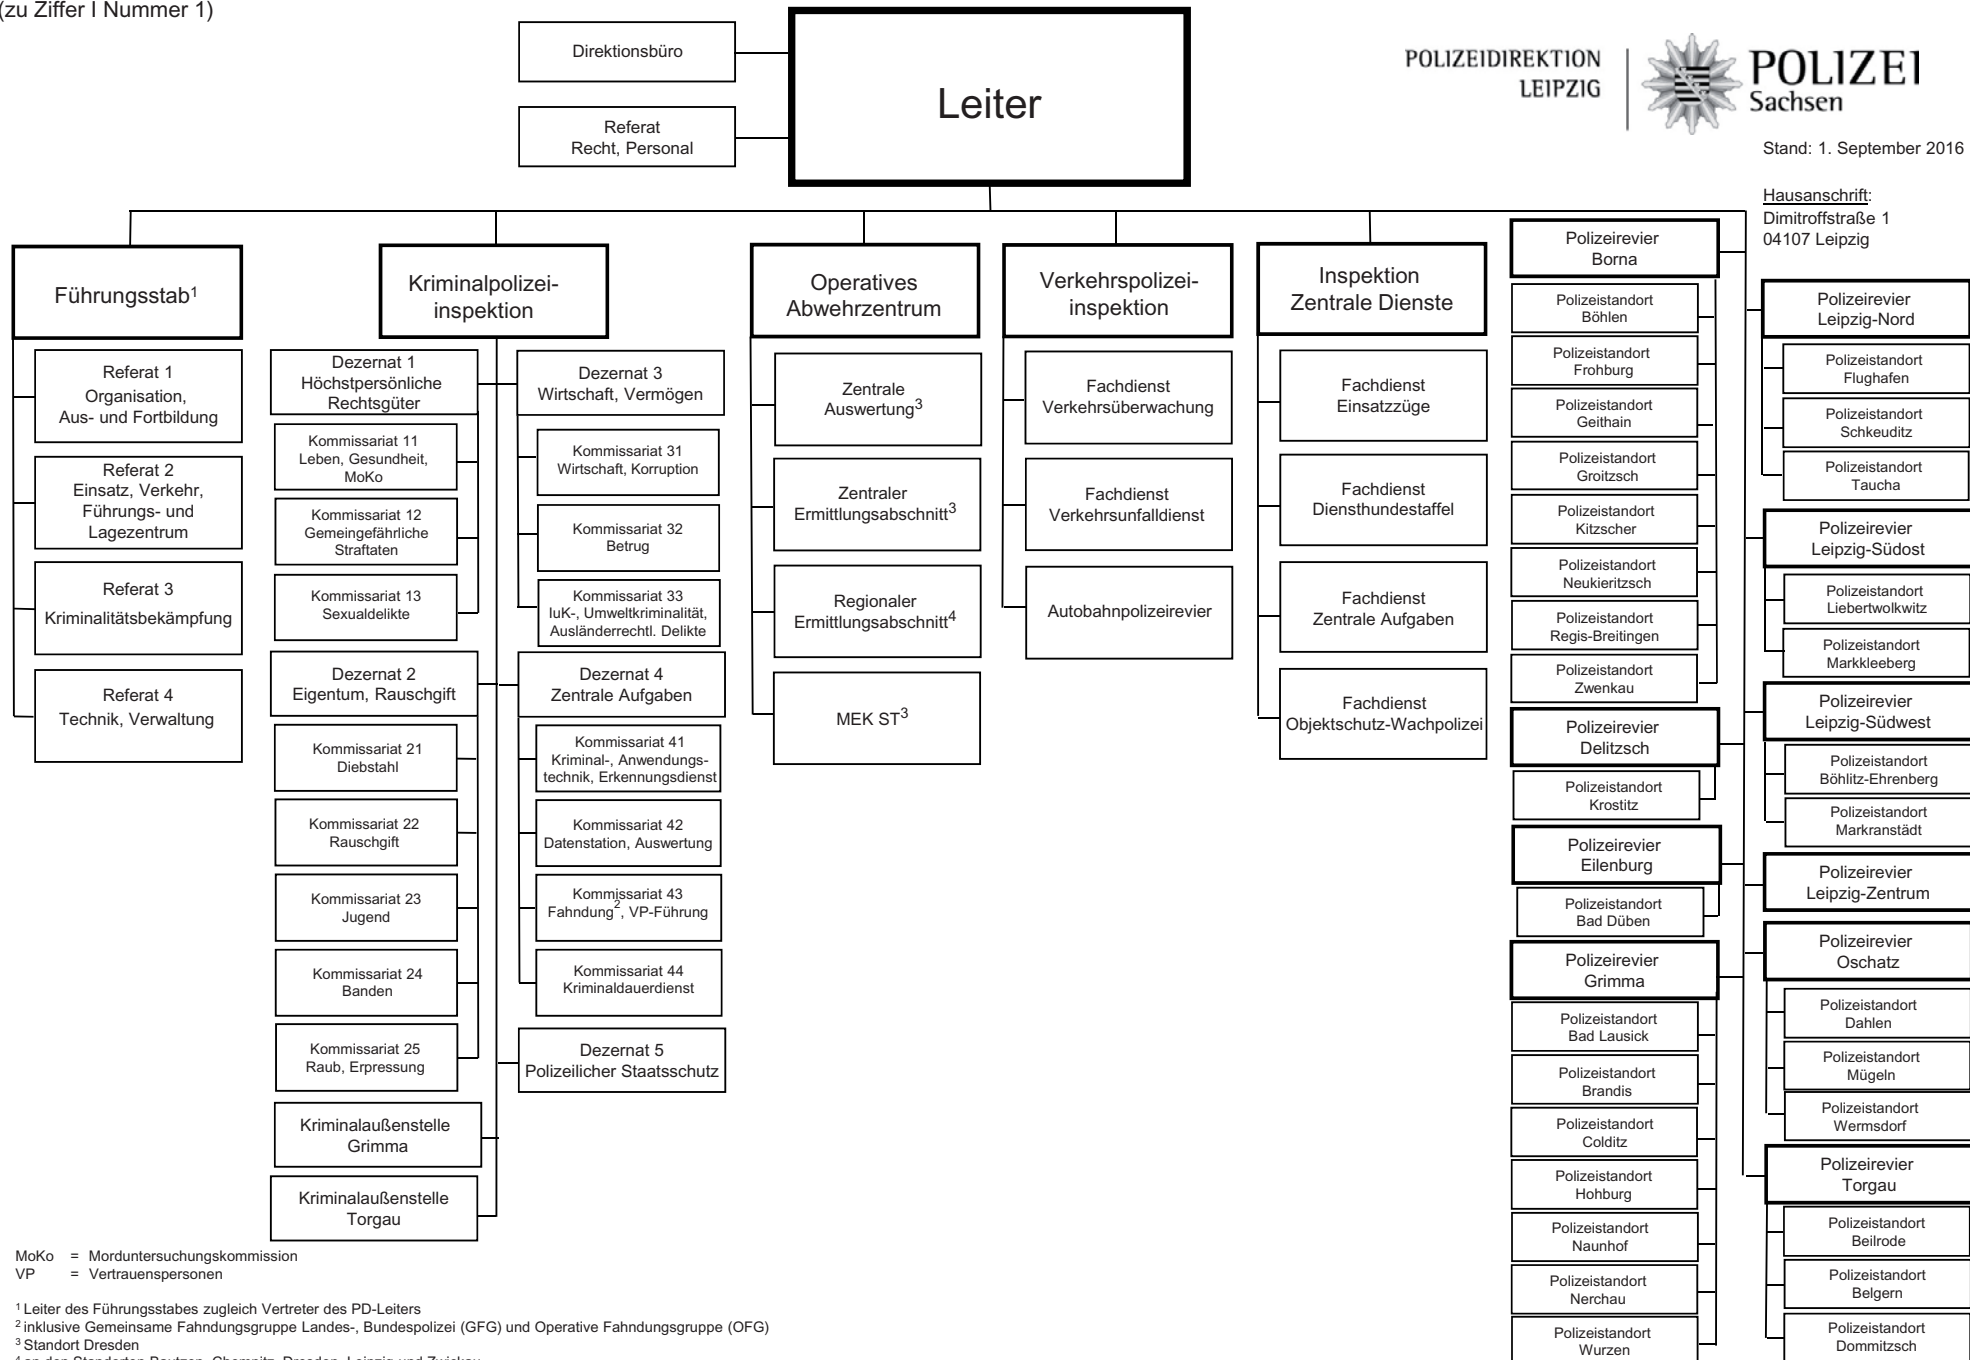 (zu Ziffer I Nummer 1)
Direktionsbüro
Referat
Recht, Personal
Leiter
POLIZEIDIREKTION
LEIPZIG
POLIZEI
Sachsen
Stand: 1. September 2016
Hausanschrift:
Dimitroffstraße 1
04107 Leipzig
Führungsstab¹
Referat 1
Organisation,
Aus- und Fortbildung
Referat 2
Einsatz, Verkehr,
Führungs- und
Lagezentrum
Referat 3
Kriminalitätsbekämpfung
Referat 4
Technik, Verwaltung
Kriminalpolizei-
inspektion
Dezernat 1
Höchstpersönliche
Rechtsgüter
Kommissariat 11
Leben, Gesundheit,
MoKo
Kommissariat 12
Gemeingefährliche
Straftaten
Kommissariat 13
Sexualdelikte
Dezernat 2
Eigentum, Rauschgift
Kommissariat 21
Diebstahl
Kommissariat 22
Rauschgift
Kommissariat 23
Jugend
Kommissariat 24
Banden
Kommissariat 25
Raub, Erpressung
Kriminalaußenstelle
Grimma
Kriminalaußenstelle
Torgau
Dezernat 3
Wirtschaft, Vermögen
Kommissariat 31
Wirtschaft, Korruption
Kommissariat 32
Betrug
Kommissariat 33
IuK-, Umweltkriminalität,
Ausländerrechtl. Delikte
Dezernat 4
Zentrale Aufgaben
Kommissariat 41
Kriminal-, Anwendungs-
technik, Erkennungsdienst
Kommissariat 42
Datenstation, Auswertung
Kommissariat 43
Fahndung², VP-Führung
Kommissariat 44
Kriminaldauerdienst
Dezernat 5
Polizeilicher Staatsschutz
Operatives
Abwehrzentrum
Zentrale
Auswertung³
Zentraler
Ermittlungsabschnitt³
Regionaler
Ermittlungsabschnitt⁴
MEK ST³
Verkehrspolizei-
inspektion
Fachdienst
Verkehrsüberwachung
Fachdienst
Verkehrsunfalldienst
Autobahnpolizeirevier
Inspektion
Zentrale Dienste
Fachdienst
Einsatzzüge
Fachdienst
Diensthundestaffel
Fachdienst
Zentrale Aufgaben
Fachdienst
Objektschutz-Wachpolizei
Polizeirevier
Borna
Polizeistandort
Böhlen
Polizeistandort
Frohburg
Polizeistandort
Geithain
Polizeistandort
Groitzsch
Polizeistandort
Kitzscher
Polizeistandort
Neukieritzsch
Polizeistandort
Regis-Breitingen
Polizeistandort
Zwenkau
Polizeirevier
Delitzsch
Polizeistandort
Krostitz
Polizeirevier
Eilenburg
Polizeistandort
Bad Düben
Polizeirevier
Grimma
Polizeistandort
Bad Lausick
Polizeistandort
Brandis
Polizeistandort
Colditz
Polizeistandort
Hohburg
Polizeistandort
Naunhof
Polizeistandort
Nerchau
Polizeistandort
Wurzen
Polizeirevier
Leipzig-Nord
Polizeistandort
Flughafen
Polizeistandort
Schkeuditz
Polizeistandort
Taucha
Polizeirevier
Leipzig-Südost
Polizeistandort
Liebertwolkwitz
Polizeistandort
Markkleeberg
Polizeirevier
Leipzig-Südwest
Polizeistandort
Böhlitz-Ehrenberg
Polizeistandort
Markranstädt
Polizeirevier
Leipzig-Zentrum
Polizeirevier
Oschatz
Polizeistandort
Dahlen
Polizeistandort
Mügeln
Polizeistandort
Wermsdorf
Polizeirevier
Torgau
Polizeistandort
Beilrode
Polizeistandort
Belgern
Polizeistandort
Dommitzsch
MoKo = Morduntersuchungskommission
VP = Vertrauenspersonen
¹ Leiter des Führungsstabes zugleich Vertreter des PD-Leiters
² inklusive Gemeinsame Fahndungsgruppe Landes-, Bundespolizei (GFG) und Operative Fahndungsgruppe (OFG)
³ Standort Dresden
⁴ an den Standorten Bautzen, Chemnitz, Dresden, Leipzig und Zwickau